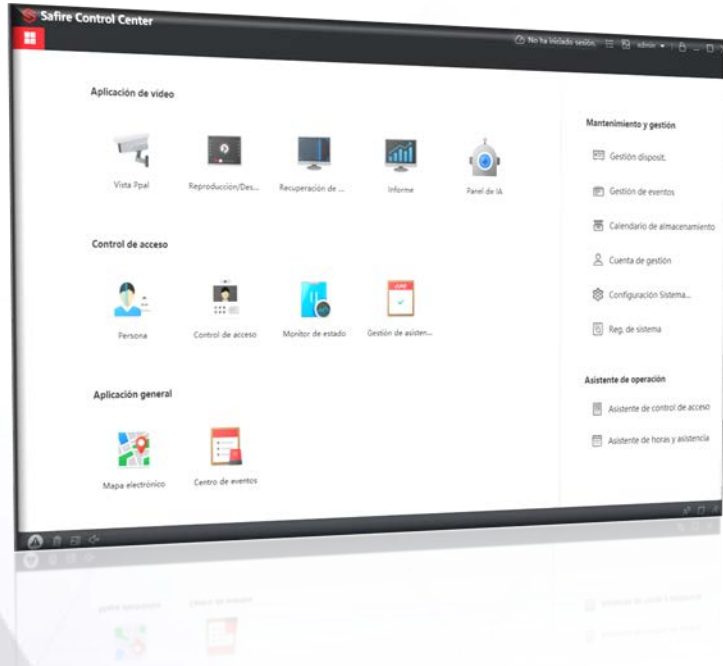 Safire Control Center
No ha iniciado sesión.
admin
Aplicación de video
Vista Ppal
Reproducción/Des...
Recuperación de ...
Informe
Panel de IA
Control de acceso
Persona
Control de acceso
Monitor de estado
Gestión de asisten...
Aplicación general
Mapa electrónico
Centro de eventos
Mantenimiento y gestión
Gestión disposit.
Gestión de eventos
Calendario de almacenamiento
Cuenta de gestión
Configuración Sistema...
Reg. de sistema
Asistente de operación
Asistente de control de acceso
Asistente de horas y asistencia